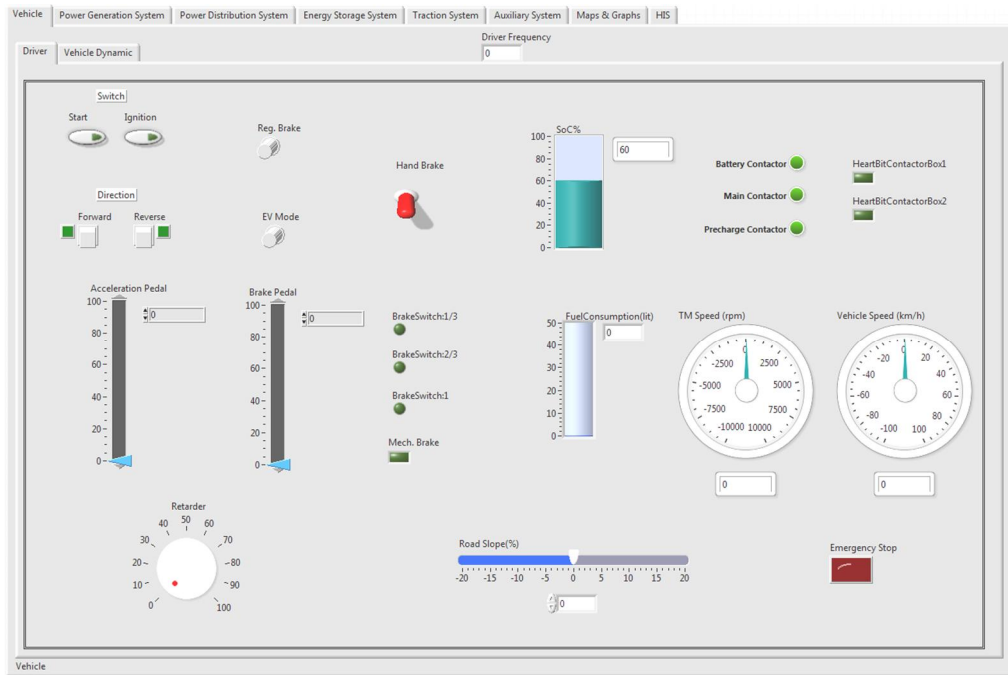 Vehicle Power Generation System Power Distribution System Energy Storage System Traction System Auxiliary System Maps & Graphs HIS
Driver Frequency
0
Driver Vehicle Dynamic
Switch
Start Ignition
Reg. Brake
Direction
Forward Reverse
EV Mode
Hand Brake
SoC%
60
100
80
60
40
20
0
Battery Contactor
Main Contactor
Precharge Contactor
HeartBitContactorBox1
HeartBitContactorBox2
Acceleration Pedal
0
100
80
60
40
20
0
Brake Pedal
0
100
80
60
40
20
0
BrakeSwitch:1/3
BrakeSwitch:2/3
BrakeSwitch:1
Mech. Brake
FuelConsumption(lit)
0
50
40
30
20
10
0
TM Speed (rpm)
0
-2500 2500
-5000 5000
-7500 7500
-10000 10000
0
Vehicle Speed (km/h)
0
-20 20
-40 40
-60 60
-80 80
-100 100
0
Retarder
50
40 60
30 70
20 80
10 90
0 100
Road Slope(%)
-20 -15 -10 -5 0 5 10 15 20
0
Emergency Stop
Vehicle